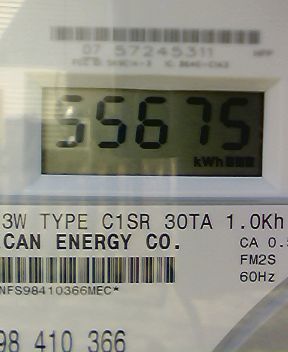 07 57245311
55675
kWh
3W TYPE C1SR 30TA 1.0Kh
CAN ENERGY CO.
CA 0.5
FM2S
60Hz
NFS98410366MEC*
98 410 366